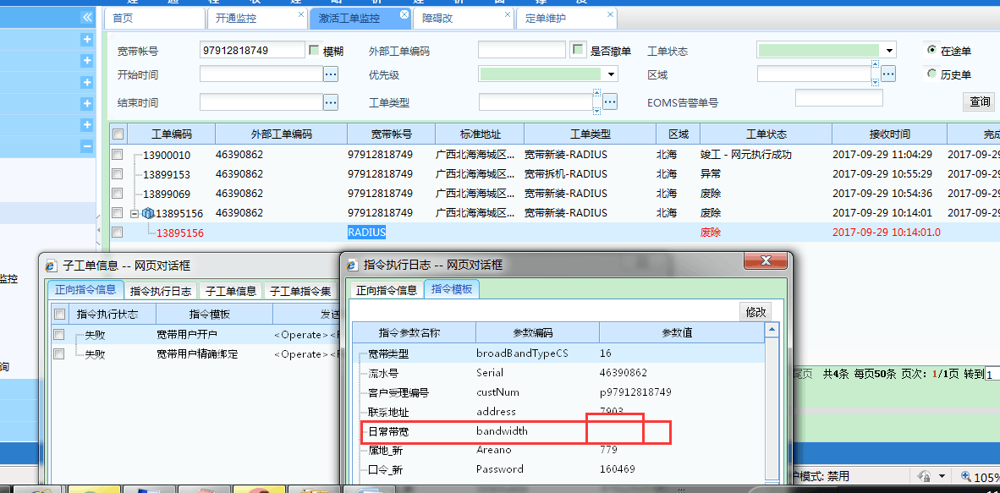 首页 开通监控 激活工单监控 障碍改 定单维护
宽带帐号 97912818749 模糊 外部工单编码 是否撤单 工单状态 在途单
开始时间 优先级 区域 历史单
结束时间 工单类型 EOMS告警单号 查询
工单编码 外部工单编码 宽带帐号 标准地址 工单类型 区域 工单状态 接收时间 完成
13900010 46390862 97912818749 广西北海海城区... 宽带新装-RADIUS 北海 竣工 - 网元执行成功 2017-09-29 11:04:29 2017-09-29
13899153 46390862 97912818749 广西北海海城区... 宽带拆机-RADIUS 北海 异常 2017-09-29 10:55:29 2017-09-29
13899069 46390862 97912818749 广西北海海城区... 宽带新装-RADIUS 北海 废除 2017-09-29 10:54:36 2017-09-29
13895156 46390862 97912818749 广西北海海城区... 宽带新装-RADIUS 北海 废除 2017-09-29 10:14:01 2017-09-29
13895156 RADIUS 废除 2017-09-29 10:14:01.0
监控
询
子工单信息 -- 网页对话框
正向指令信息 指令执行日志 子工单信息 子工单指令集
指令执行状态 指令模板 发送
失败 宽带用户开户 <Operate><
失败 宽带用户精确绑定 <Operate><
指令执行日志 -- 网页对话框
正向指令信息 指令模板
修改
指令参数名称 参数编码 参数值
宽带类型 broadBandTypeCS 16
流水号 Serial 46390862
客户受理编号 custNum p97912818749
联系地址 address 7903
日常带宽 bandwidth
属地_新 Areano 779
口令_新 Password 160469
尾页 共4条 每页50条 页次: 1/1页 转到 1
户模式: 禁用
105%